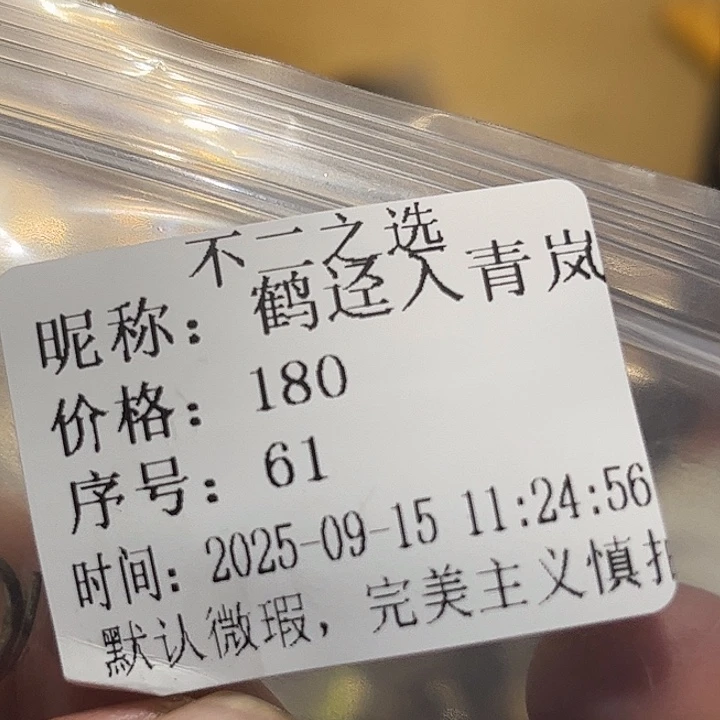 不二之选
昵称：鹤迳入青岚
价格：180
序号：61
时间：2025-09-15 11:24:56
默认微瑕，完美主义慎拍